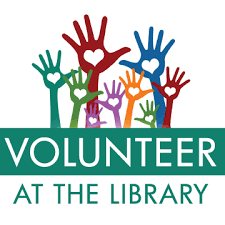 VOLUNTEER
AT THE LIBRARY